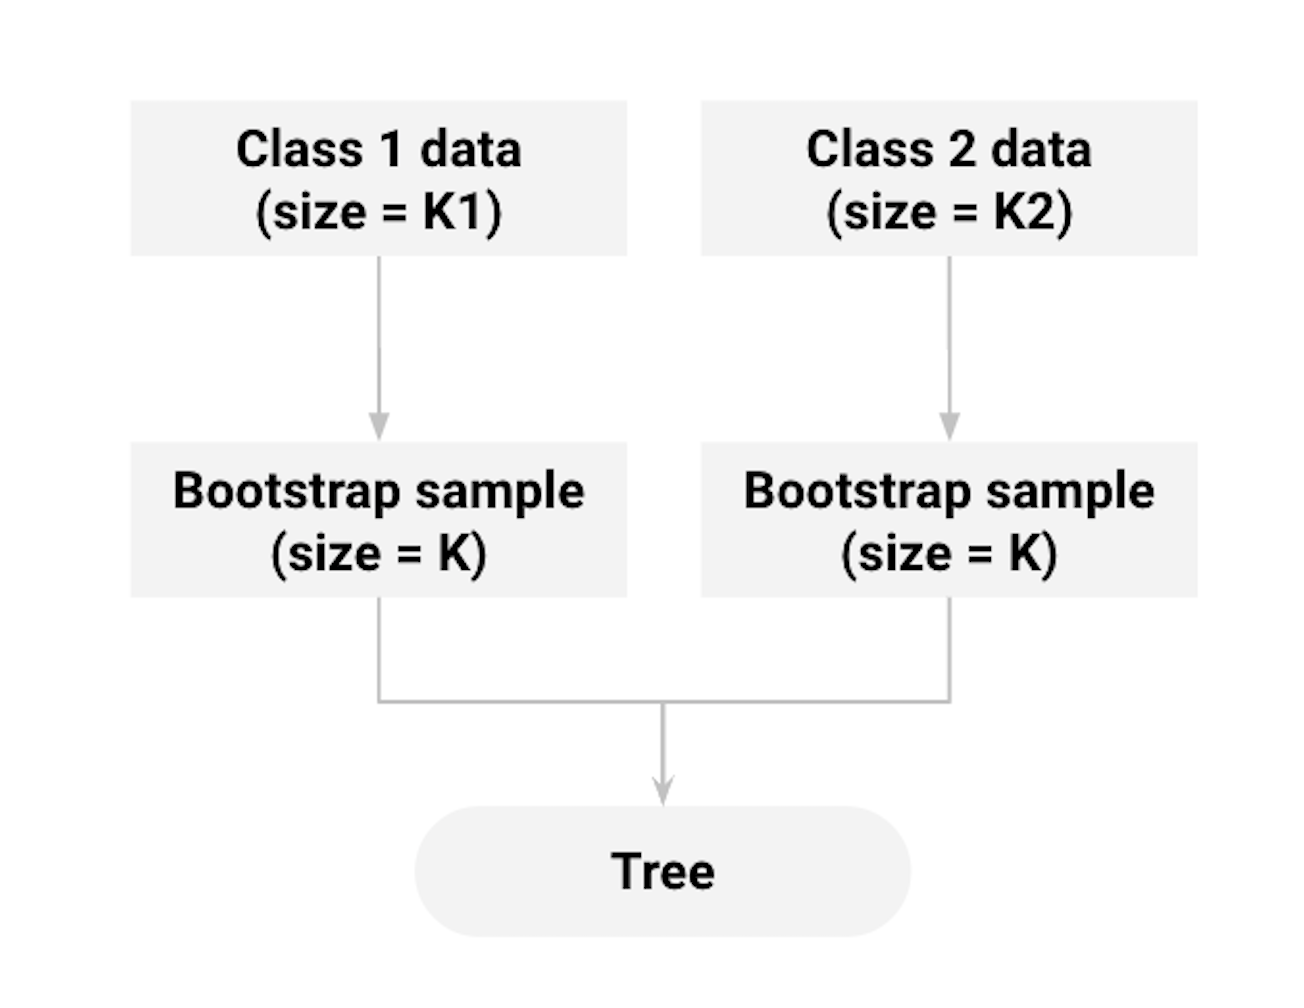 Class 1 data
(size = K1)
Class 2 data
(size = K2)
Bootstrap sample
(size = K)
Bootstrap sample
(size = K)
Tree